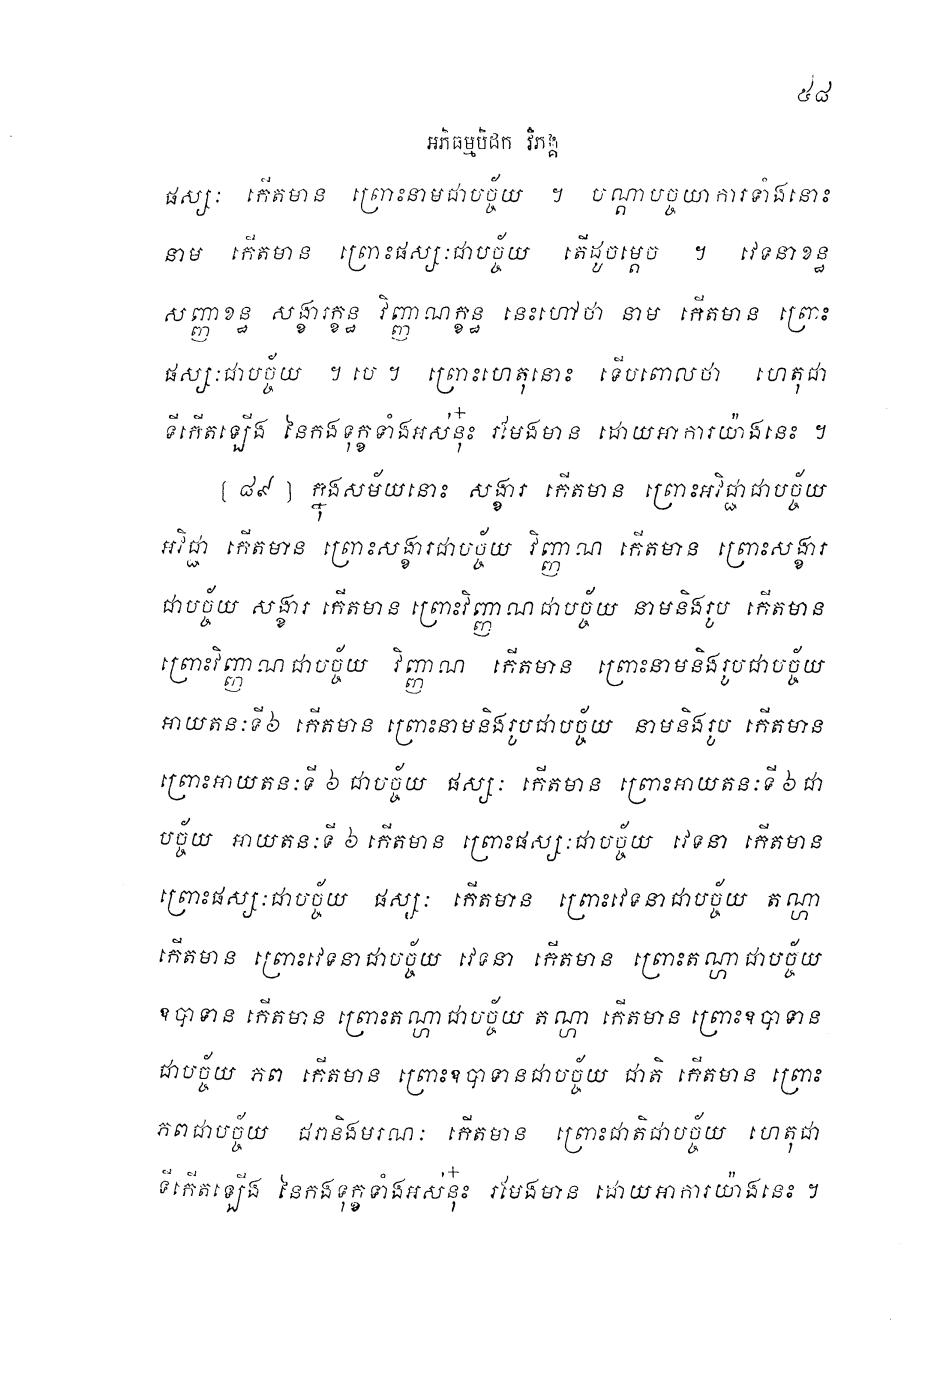 ៥៨
អភិធម្មបិដក វិភង្គ
ផស្សៈ កើតមាន ព្រោះនាមជាបច្ច័យ ។ បណ្តាបច្ចយាការទាំងនោះ
នាម កើតមាន ព្រោះផស្សៈជាបច្ច័យ តើដូចម្តេច ។ វេទនាខន្ធ
សញ្ញាខន្ធ សង្ខារក្ខន្ធ វិញ្ញាណក្ខន្ធ នេះហៅថា នាម កើតមាន ព្រោះ
ផស្សៈជាបច្ច័យ ។ បេ ។ ព្រោះហេតុនោះ ទើបពោលថា ហេតុជា
ទីកើតឡើង នៃកងទុក្ខទាំងអស់នុ៎ះ រមែងមាន ដោយអាការយ៉ាងនេះ ។
[ ៨៩ ] ក្នុងសម័យនោះ សង្ខារ កើតមាន ព្រោះអវិជ្ជាជាបច្ច័យ
អវិជ្ជា កើតមាន ព្រោះសង្ខារជាបច្ច័យ វិញ្ញាណ កើតមាន ព្រោះសង្ខារ
ជាបច្ច័យ សង្ខារ កើតមាន ព្រោះវិញ្ញាណជាបច្ច័យ នាមនិងរូប កើតមាន
ព្រោះវិញ្ញាណជាបច្ច័យ វិញ្ញាណ កើតមាន ព្រោះនាមនិងរូបជាបច្ច័យ
អាយតនៈទី៦ កើតមាន ព្រោះនាមនិងរូបជាបច្ច័យ នាមនិងរូប កើតមាន
ព្រោះអាយតនៈទី ៦ ជាបច្ច័យ ផស្សៈ កើតមាន ព្រោះអាយតនៈទី ៦ ជា
បច្ច័យ អាយតនៈទី ៦ កើតមាន ព្រោះផស្សៈជាបច្ច័យ វេទនា កើតមាន
ព្រោះផស្សៈជាបច្ច័យ ផស្សៈ កើតមាន ព្រោះវេទនាជាបច្ច័យ តណ្ហា
កើតមាន ព្រោះវេទនាជាបច្ច័យ វេទនា កើតមាន ព្រោះតណ្ហាជាបច្ច័យ
ឧបាទាន កើតមាន ព្រោះតណ្ហាជាបច្ច័យ តណ្ហា កើតមាន ព្រោះឧបាទាន
ជាបច្ច័យ ភព កើតមាន ព្រោះឧបាទានជាបច្ច័យ ជាតិ កើតមាន ព្រោះ
ភពជាបច្ច័យ ជរានិងមរណៈ កើតមាន ព្រោះជាតិជាបច្ច័យ ហេតុជា
ទីកើតឡើង នៃកងទុក្ខទាំងអស់នុ៎ះ រមែងមាន ដោយអាការយ៉ាងនេះ ។